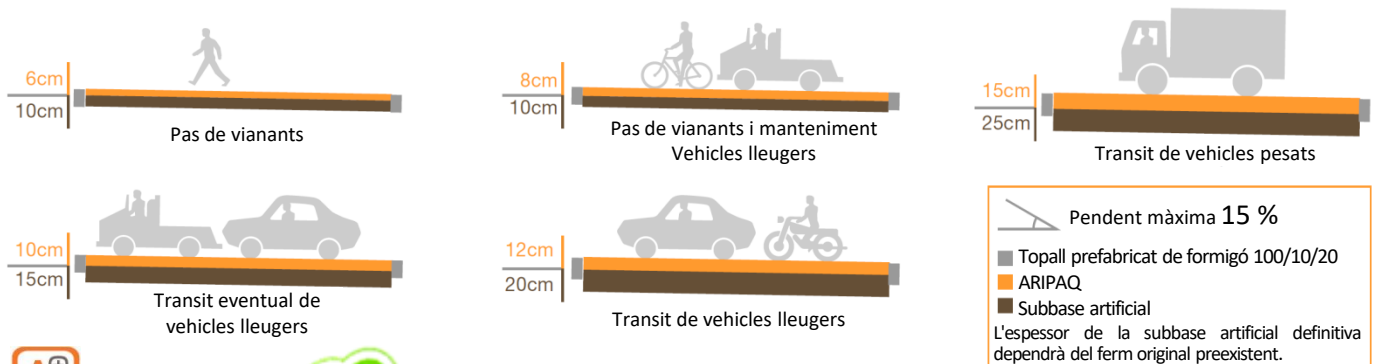 6cm
10cm
Pas de vianants
8cm
10cm
Pas de vianants i manteniment
Vehicles lleugers
15cm
25cm
Transit de vehicles pesats
10cm
15cm
Transit eventual de
vehicles lleugers
12cm
20cm
Transit de vehicles lleugers
Pendent màxima 15 %
Topall prefabricat de formigó 100/10/20
ARIPAQ
Subbase artificial
L'espessor de la subbase artificial definitiva
dependrà del ferm original preexistent.